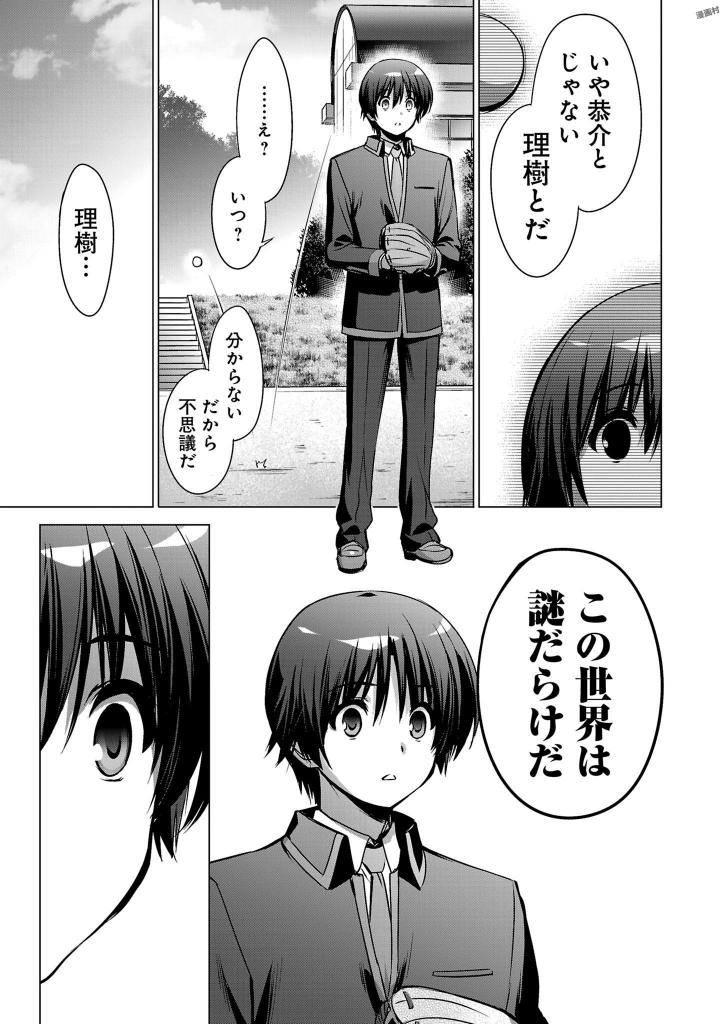 漫画村
いや恭介と
じゃない
理樹とだ
……え？
いつ？
分からない
だから
不思議だ
理樹…
この世界は
謎だらけだ